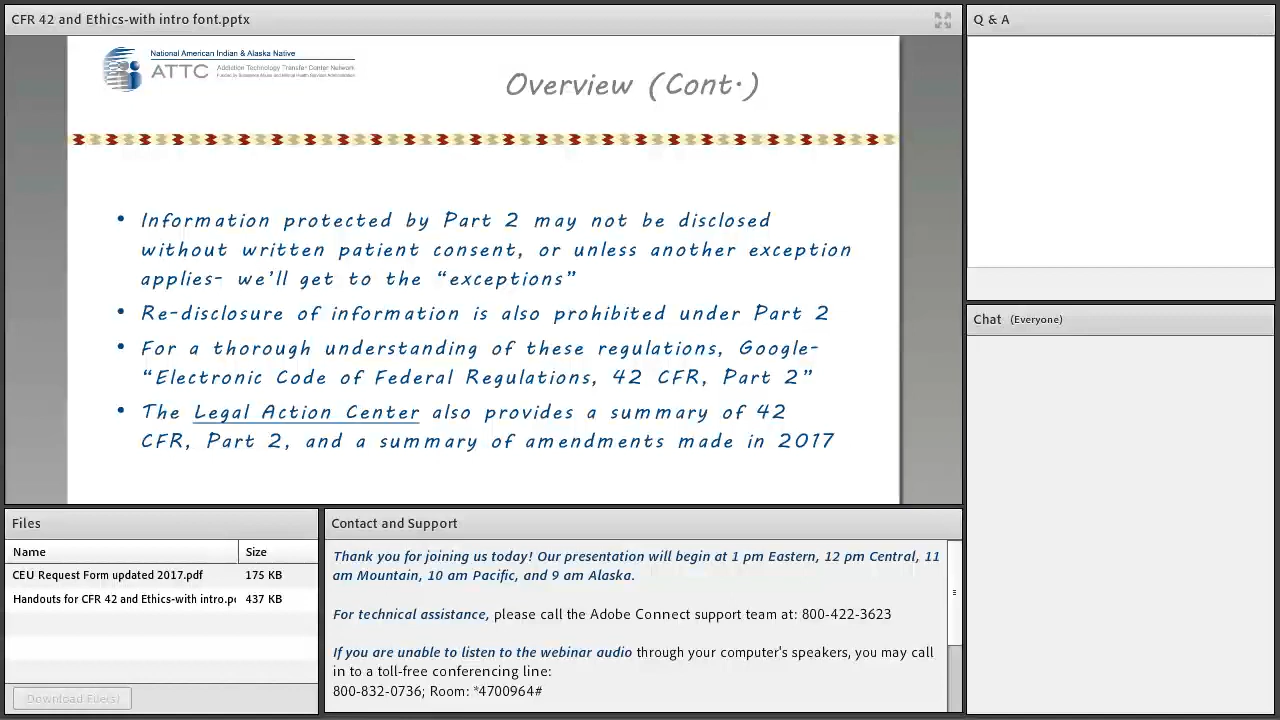 CFR 42 and Ethics-with intro font.pptx
National American Indian & Alaska Native
ATTC Addiction Technology Transfer Center Network
Funded by Substance Abuse and Mental Health Services Administration
Overview (Cont.)
• Information protected by Part 2 may not be disclosed
without written patient consent, or unless another exception
applies- we'll get to the “exceptions”
• Re-disclosure of information is also prohibited under Part 2
• For a thorough understanding of these regulations, Google-
“Electronic Code of Federal Regulations, 42 CFR, Part 2”
• The Legal Action Center also provides a summary of 42
CFR, Part 2, and a summary of amendments made in 2017
Q & A
Chat (Everyone)
Files
Name Size
CEU Request Form updated 2017.pdf 175 KB
Handouts for CFR 42 and Ethics-with intro.p 437 KB
Download File(s)
Contact and Support
Thank you for joining us today! Our presentation will begin at 1 pm Eastern, 12 pm Central, 11
am Mountain, 10 am Pacific, and 9 am Alaska.
For technical assistance, please call the Adobe Connect support team at: 800-422-3623
If you are unable to listen to the webinar audio through your computer's speakers, you may call
in to a toll-free conferencing line:
800-832-0736; Room: *4700964#